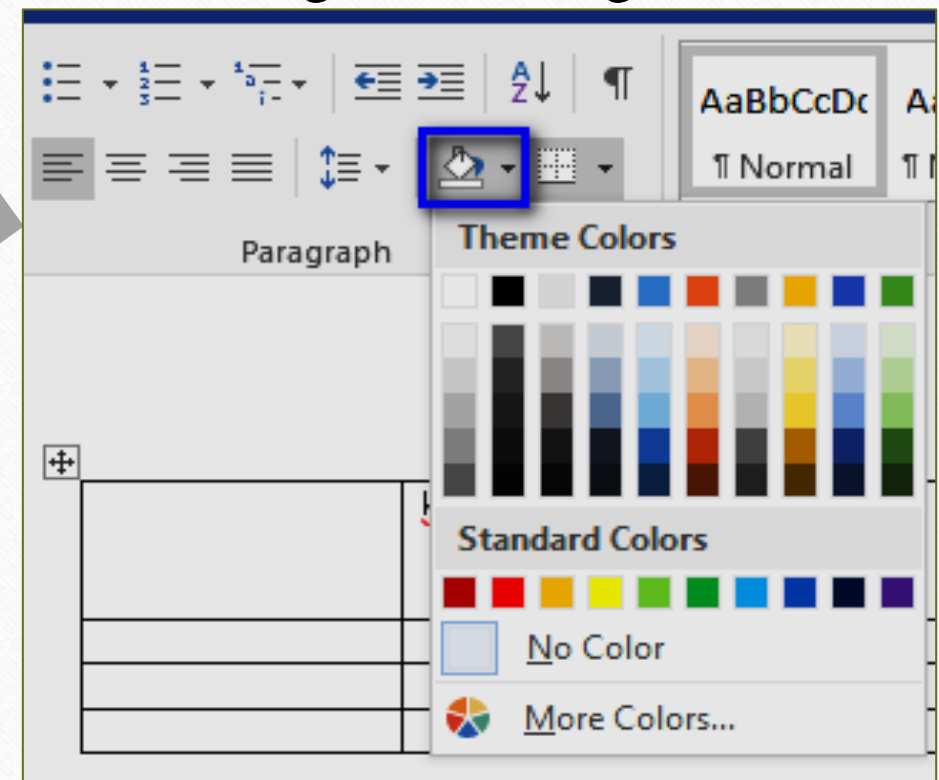 AaBbCcDc
¶ Normal
Paragraph
Theme Colors
Standard Colors
No Color
More Colors...